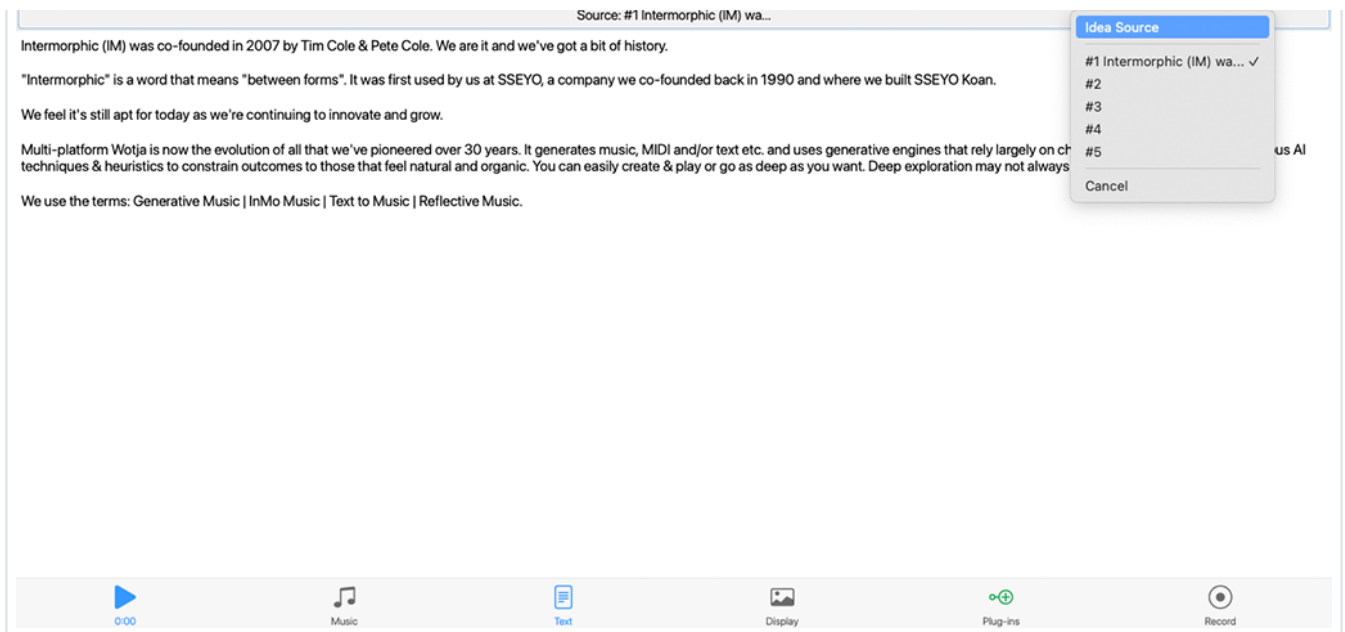 Source: #1 Intermorphic (IM) wa...
Idea Source
#1 Intermorphic (IM) wa... ✓
#2
#3
#4
#5
Cancel
Intermorphic (IM) was co-founded in 2007 by Tim Cole & Pete Cole. We are it and we've got a bit of history.
"Intermorphic" is a word that means "between forms". It was first used by us at SSEYO, a company we co-founded back in 1990 and where we built SSEYO Koan.
We feel it's still apt for today as we're continuing to innovate and grow.
Multi-platform Wotja is now the evolution of all that we've pioneered over 30 years. It generates music, MIDI and/or text etc. and uses generative engines that rely largely on AI
techniques & heuristics to constrain outcomes to those that feel natural and organic. You can easily create & play or go as deep as you want. Deep exploration may not always
We use the terms: Generative Music | InMo Music | Text to Music | Reflective Music.
0:00
Music
Text
Display
Plug-ins
Record